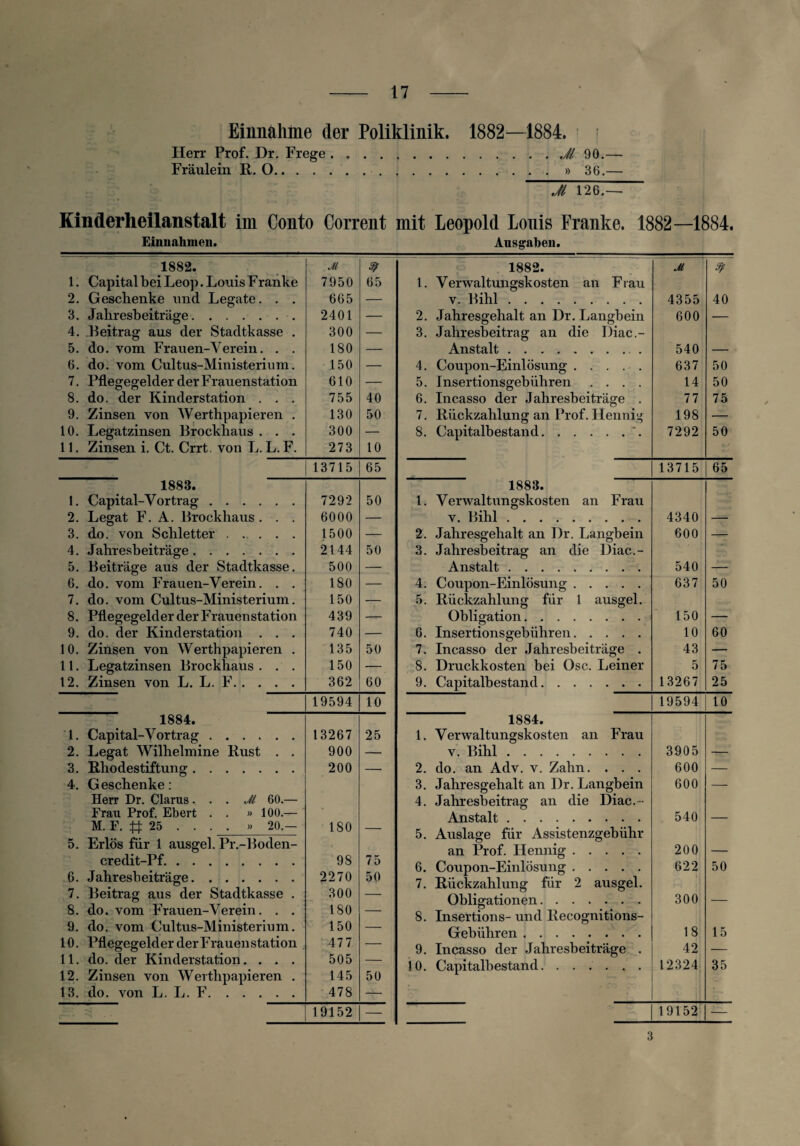 17
Einnahme der Poliklinik. 1882—1884.
Herr Prof. Dr. Frege . . . . . . . . . . . . . . . . ℳ 90.—
Fräulein R. O. . . . . . . . . . . . . . . . . . . » 36.—
ℳ 126.—
Kinderheilanstalt im Conto Corrent mit Leopold Louis Franke. 1882—1884.
Einnahmen.
1882. ℳ ₰
1. Capital bei Leop. Louis Franke 7950 65
2. Geschenke und Legate. . . 665 —
3. Jahresbeiträge. . . . . . . 2401 —
4. Beitrag aus der Stadtkasse . 300 —
5. do. vom Frauen-Verein. . . 180 —
6. do. vom Cultus-Ministerium. 150 —
7. Pflegegelder der Frauenstation 610 —
8. do. der Kinderstation . . . 755 40
9. Zinsen von Werthpapieren . 130 50
10. Legatzinsen Brockhaus . . . 300 —
11. Zinsen i. Ct. Crrt. von L. L. F. 273 10
13715 65
1883.
1. Capital-Vortrag . . . . . . 7292 50
2. Legat F. A. Brockhaus . . . 6000 —
3. do. von Schletter . . . . . 1500 —
4. Jahresbeiträge . . . . . . . 2144 50
5. Beiträge aus der Stadtkasse. 500 —
6. do. vom Frauen-Verein. . . 180 —
7. do. vom Cultus-Ministerium. 150 —
8. Pflegegelder der Frauenstation 439 —
9. do. der Kinderstation . . . 740 —
10. Zinsen von Werthpapieren . 135 50
11. Legatzinsen Brockhaus . . . 150 —
12. Zinsen von L. L. F. . . . . 362 60
19594 10
1884.
1. Capital-Vortrag . . . . . . 13267 25
2. Legat Wilhelmine Rust . . 900 —
3. Rhodestiftung . . . . . . . 200 —
4. Geschenke:
Herr Dr. Clarus . . . ℳ 60.—
Frau Prof. Ebert . . » 100.—
M. F. ⌗ 25 . . . . » 20.— 180 —
5. Erlös für 1 ausgel. Pr.-Boden-
credit-Pf. . . . . . . . . 98 75
6. Jahresbeiträge. . . . . . . 2270 50
7. Beitrag aus der Stadtkasse . 300 —
8. do. vom Frauen-Verein. . . 180 —
9. do. vom Cultus-Ministerium. 150 —
10. Pflegegelder der Frauenstation 477 —
11. do. der Kinderstation. . . . 505 —
12. Zinsen von Werthpapieren . 145 50
13. do. von L. L. F. . . . . . 478 —
19152 —
Ausgaben.
1882. ℳ ₰
1. Verwaltungskosten an Frau
v. Bihl . . . . . . . . . 4355 40
2. Jahresgehalt an Dr. Langbein 600 —
3. Jahresbeitrag an die Diac.-
Anstalt . . . . . . . . . 540 —
4. Coupon-Einlösung . . . . . 637 50
5. Insertionsgebühren . . . . 14 50
6. Incasso der Jahresbeiträge . 77 75
7. Rückzahlung an Prof. Hennig 198 —
8. Capitalbestand. . . . . . . 7292 50
13715 65
1883.
1. Verwaltungskosten an Frau
v. Bihl . . . . . . . . . 4340 —
2. Jahresgehalt an Dr. Langbein 600 —
3. Jahresbeitrag an die Diac.-
Anstalt . . . . . . . . . 540 —
4. Coupon-Einlösung . . . . . 637 50
5. Rückzahlung für 1 ausgel.
Obligation. . . . . . . . 150 —
6. Insertionsgebühren. . . . . 10 60
7. Incasso der Jahresbeiträge . 43 —
8. Druckkosten bei Osc. Leiner 5 75
9. Capitalbestand. . . . . . . 13267 25
19594 10
1884.
1. Verwaltungskosten an Frau
v. Bihl . . . . . . . . . 3905 —
2. do. an Adv. v. Zahn. . . . 600 —
3. Jahresgehalt an Dr. Langbein 600 —
4. Jahresbeitrag an die Diac.-
Anstalt . . . . . . . . . 540 —
5. Auslage für Assistenzgebühr
an Prof. Hennig . . . . . 200 —
6. Coupon-Einlösung . . . . . 622 50
7. Rückzahlung für 2 ausgel.
Obligationen. . . . . . . 300 —
8. Insertions- und Recognitions-
Gebühren . . . . . . . . 18 15
9. Incasso der Jahresbeiträge . 42 —
10. Capitalbestand. . . . . . . 12324 35
19152 —
3